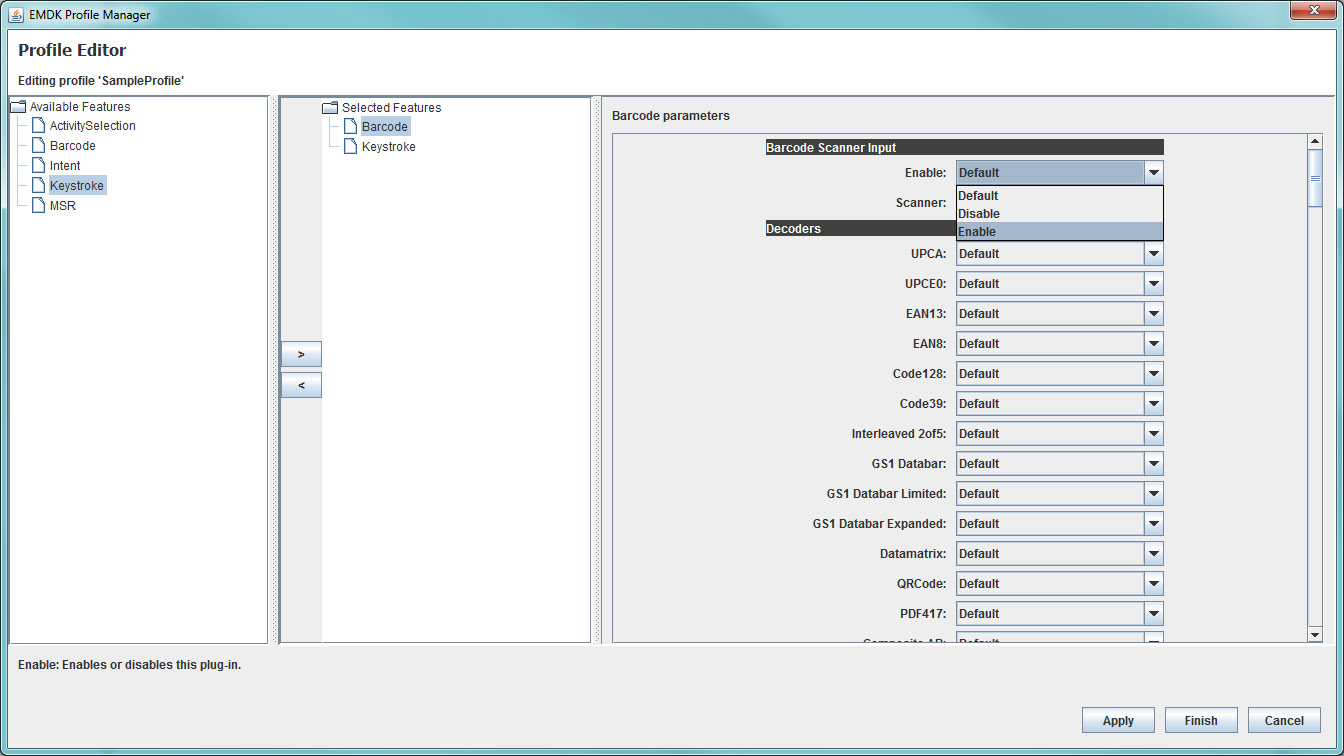 EMDK Profile Manager
Profile Editor
Editing profile 'SampleProfile'
Available Features
ActivitySelection
Barcode
Intent
Keystroke
MSR
>
<
Selected Features
Barcode
Keystroke
Barcode parameters
Barcode Scanner Input
Enable: Default
Default
Disable
Enable
Scanner:
Decoders
UPCA: Default
UPCE0: Default
EAN13: Default
EAN8: Default
Code128: Default
Code39: Default
Interleaved 2of5: Default
GS1 Databar: Default
GS1 Databar Limited: Default
GS1 Databar Expanded: Default
Datamatrix: Default
QRCode: Default
PDF417: Default
Composite AB: Default
Enable: Enables or disables this plug-in.
Apply Finish Cancel